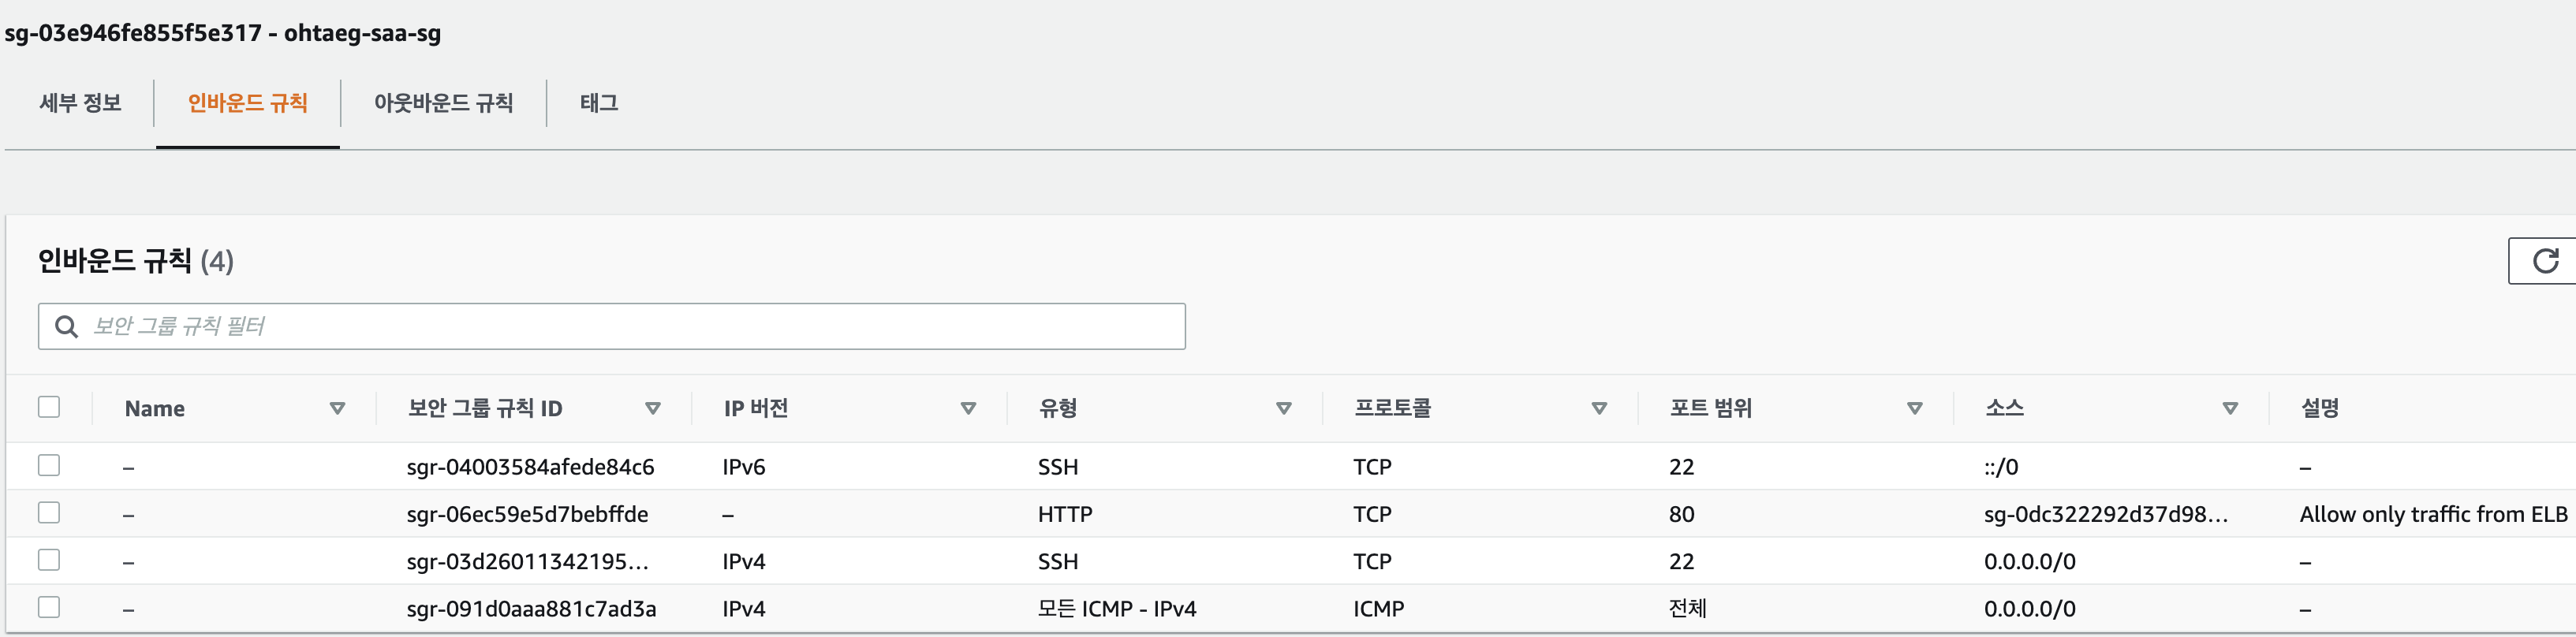 sg-03e946fe855f5e317 - ohtaeg-saa-sg
세부 정보 인바운드 규칙 아웃바운드 규칙 태그
인바운드 규칙 (4)
보안 그룹 규칙 필터
Name 보안 그룹 규칙 ID IP 버전 유형 프로토콜 포트 범위 소스 설명
– sgr-04003584afede84c6 IPv6 SSH TCP 22 ::/0 –
– sgr-06ec59e5d7bebffde – HTTP TCP 80 sg-0dc322292d37d98... Allow only traffic from ELB
– sgr-03d26011342195... IPv4 SSH TCP 22 0.0.0.0/0 –
– sgr-091d0aaa881c7ad3a IPv4 모든 ICMP - IPv4 ICMP 전체 0.0.0.0/0 –